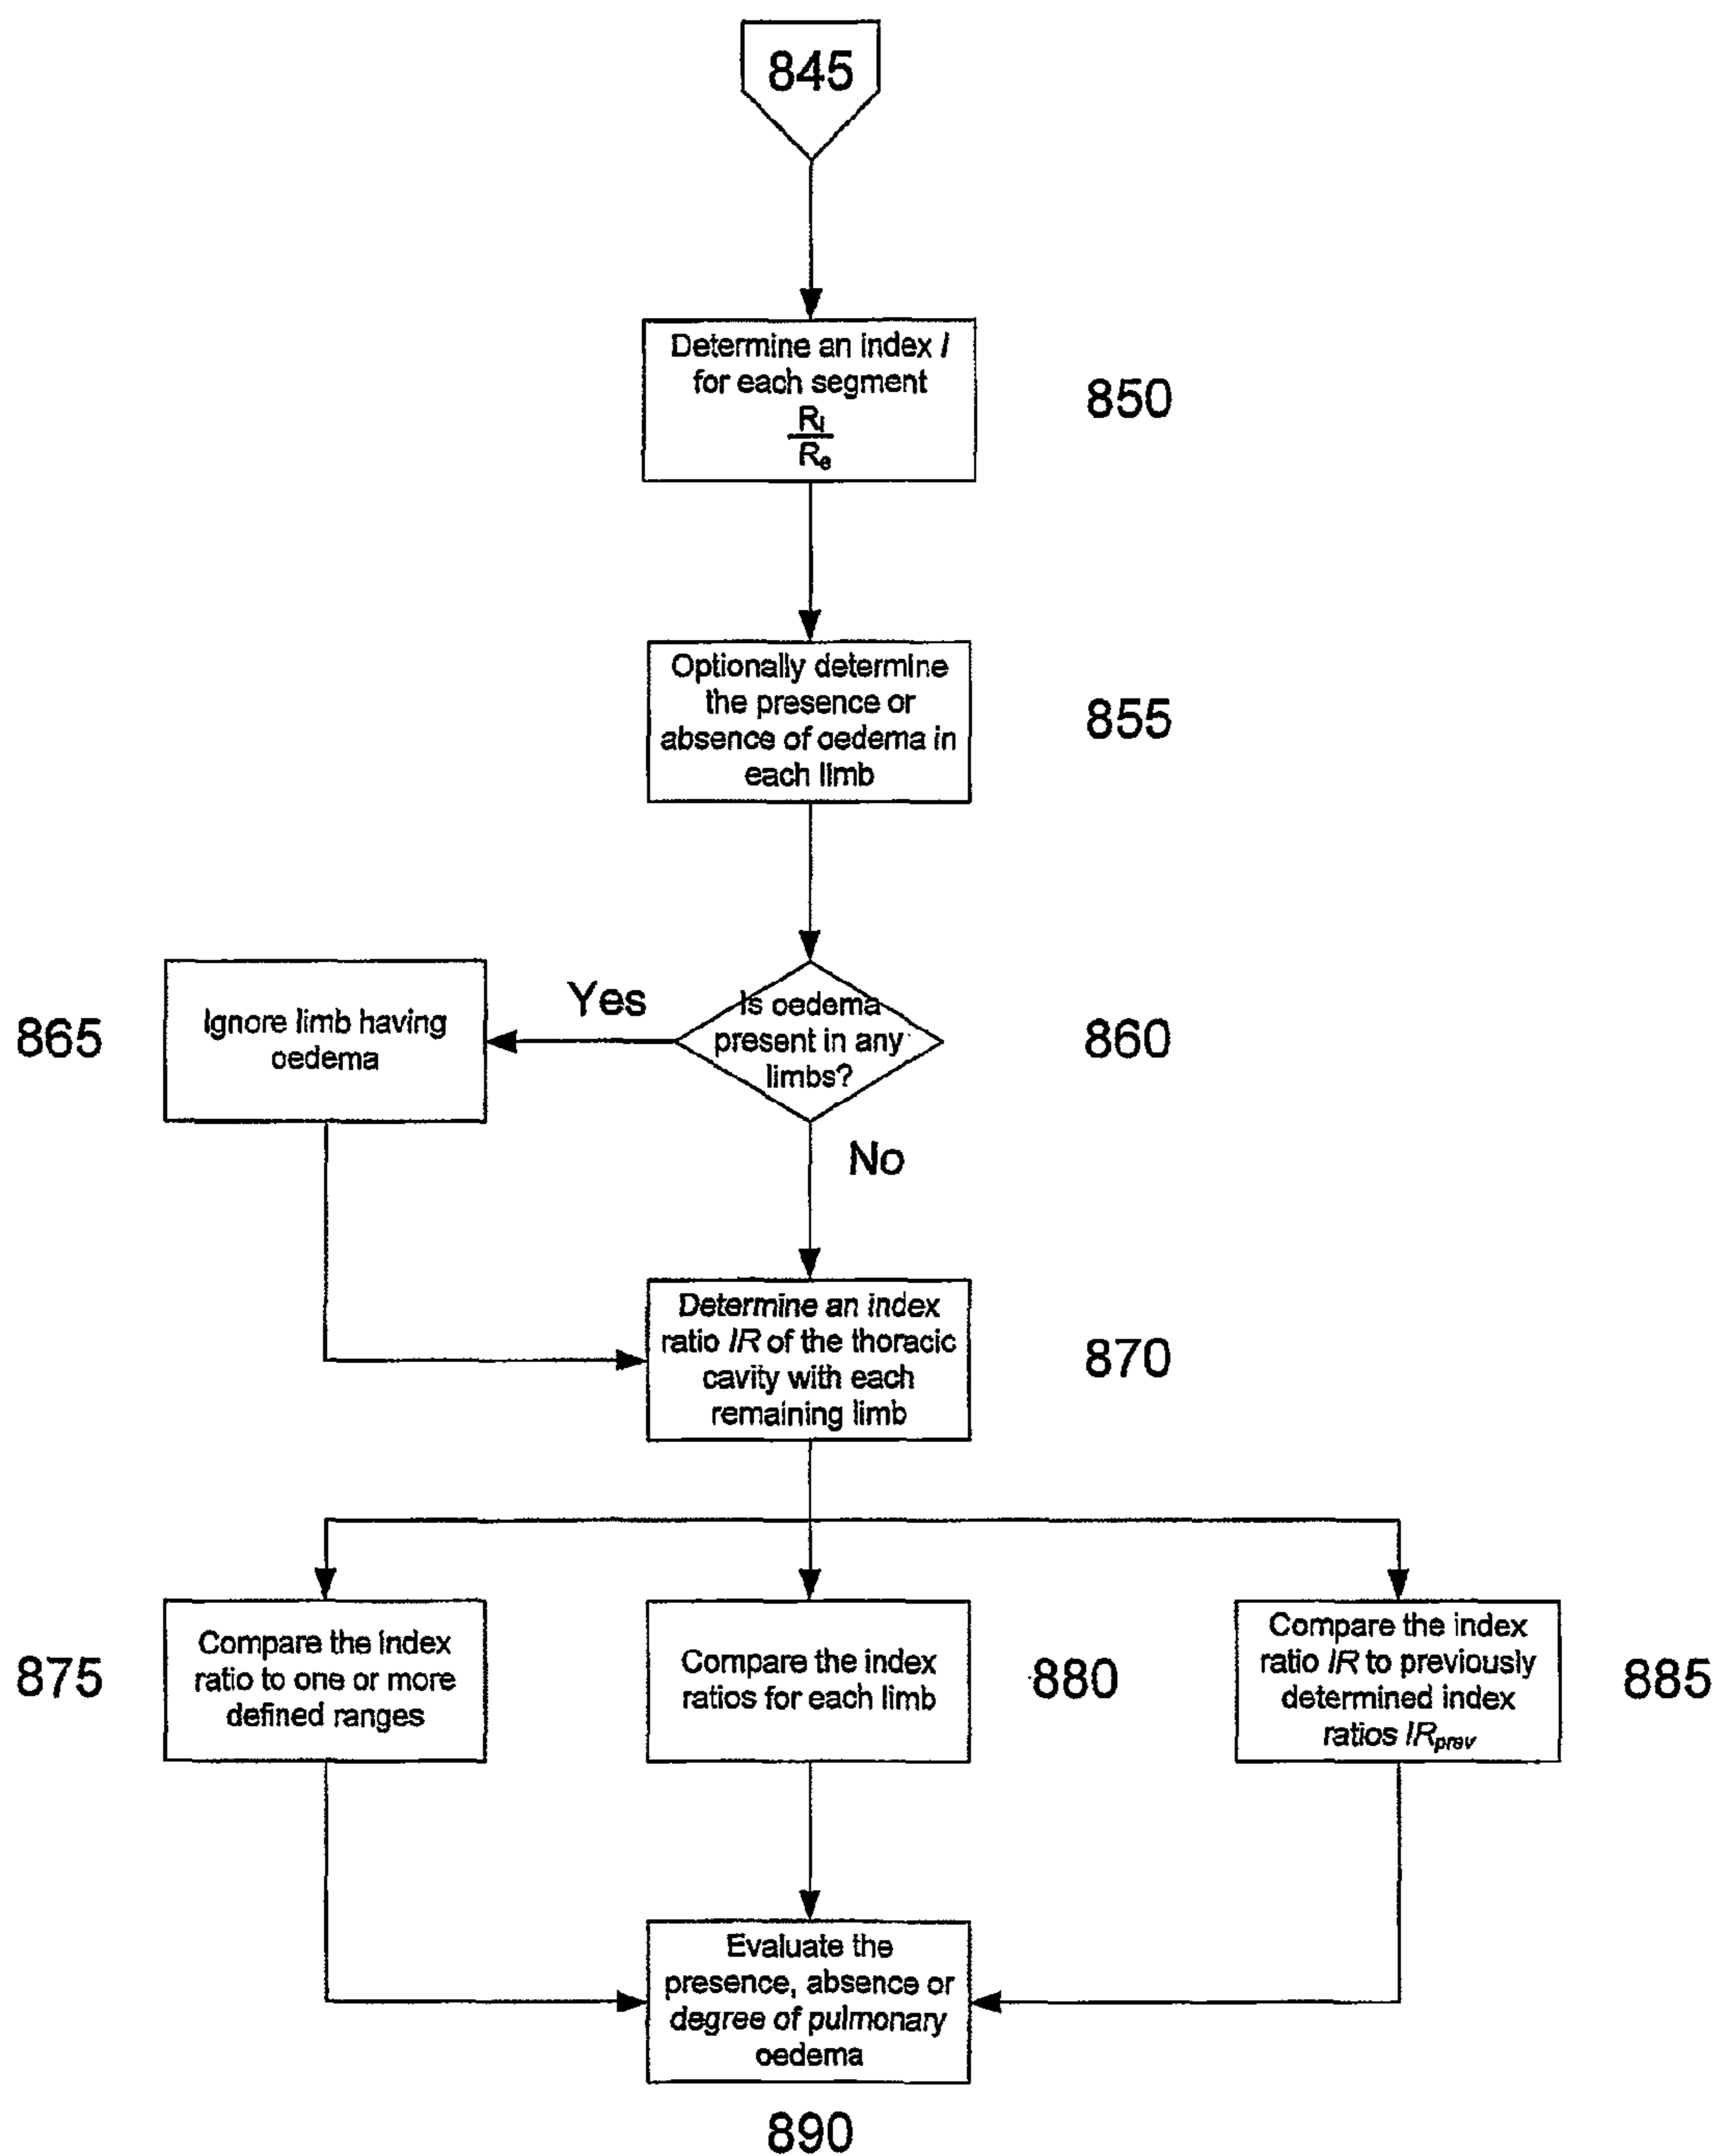 845
Determine an index I
for each segment
Ri
Re
850
Optionally determine
the presence or
absence of oedema in
each limb
855
Is oedema
present in any
limbs?
860
Yes
Ignore limb having
oedema
865
No
Determine an index
ratio IR of the thoracic
cavity with each
remaining limb
870
875
Compare the index
ratio to one or more
defined ranges
Compare the index
ratios for each limb
880
Compare the index
ratio IR to previously
determined index
ratios IRprev
885
Evaluate the
presence, absence or
degree of pulmonary
oedema
890